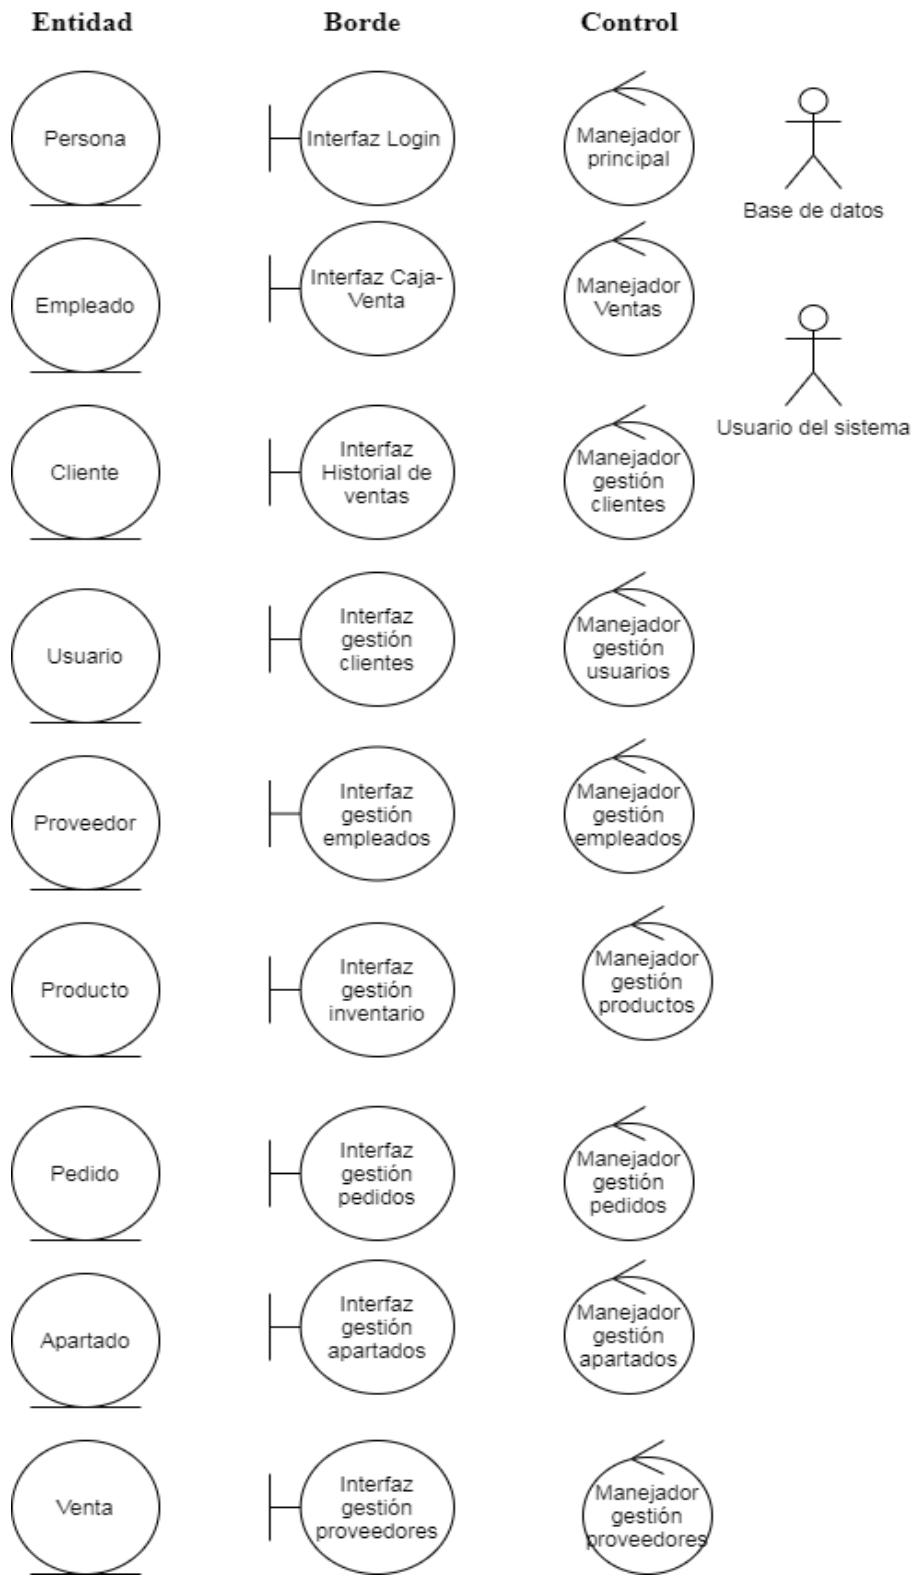 Entidad
Borde
Control
Persona
Interfaz Login
Manejador
principal
Base de datos
Empleado
Interfaz Caja-
Venta
Manejador
Ventas
Usuario del sistema
Cliente
Interfaz
Historial de
ventas
Manejador
gestión
clientes
Usuario
Interfaz
gestión
clientes
Manejador
gestión
usuarios
Proveedor
Interfaz
gestión
empleados
Manejador
gestión
empleados
Producto
Interfaz
gestión
inventario
Manejador
gestión
productos
Pedido
Interfaz
gestión
pedidos
Manejador
gestión
pedidos
Apartado
Interfaz
gestión
apartados
Manejador
gestión
apartados
Venta
Interfaz
gestión
proveedores
Manejador
gestión
proveedores